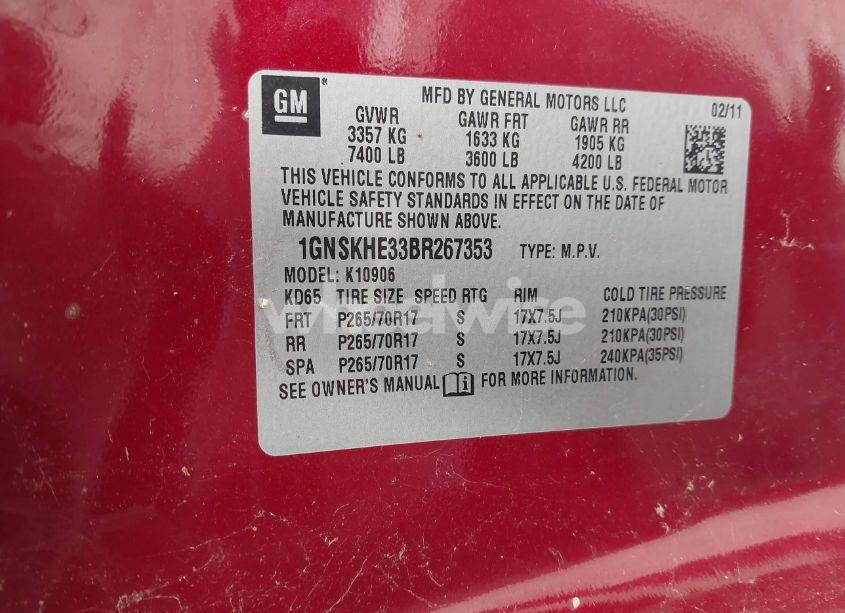 GM
MFD BY GENERAL MOTORS LLC
02/11
GVWR GAWR FRT GAWR RR
3357 KG 1633 KG 1905 KG
7400 LB 3600 LB 4200 LB
THIS VEHICLE CONFORMS TO ALL APPLICABLE U.S. FEDERAL MOTOR
VEHICLE SAFETY STANDARDS IN EFFECT ON THE DATE OF
MANUFACTURE SHOWN ABOVE.
1GNSKHE33BR267353 TYPE: M.P.V.
MODEL: K10906
KD65 TIRE SIZE SPEED RTG RIM COLD TIRE PRESSURE
FRT P265/70R17 S 17X7.5J 210KPA(30PSI)
RR P265/70R17 S 17X7.5J 210KPA(30PSI)
SPA P265/70R17 S 17X7.5J 240KPA(35PSI)
SEE OWNER'S MANUAL FOR MORE INFORMATION.
wheelwire